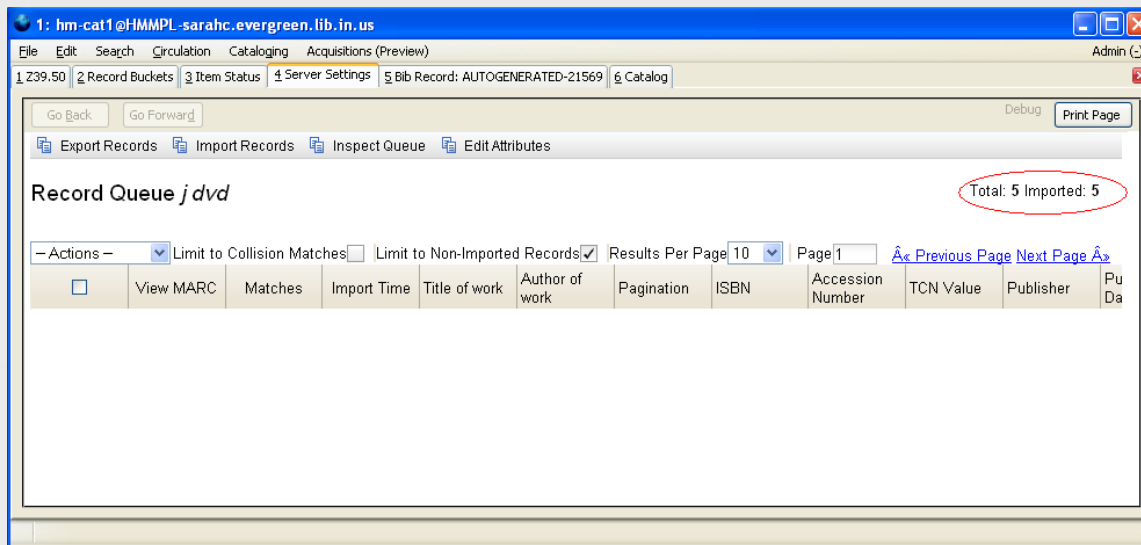 1: hm-cat1@HMMPL-sarahc.evergreen.lib.in.us
File Edit Search Circulation Cataloging Acquisitions (Preview) Admin (-)
1 Z39.50 2 Record Buckets 3 Item Status 4 Server Settings 5 Bib Record: AUTOGENERATED-21569 6 Catalog
Go Back Go Forward Debug Print Page
Export Records Import Records Inspect Queue Edit Attributes
Record Queue j dvd Total: 5 Imported: 5
-- Actions -- Limit to Collision Matches Limit to Non-Imported Records Results Per Page 10 Page 1 Â« Previous Page Next Page Â»
View MARC Matches Import Time Title of work Author of work Pagination ISBN Accession Number TCN Value Publisher Pu Da